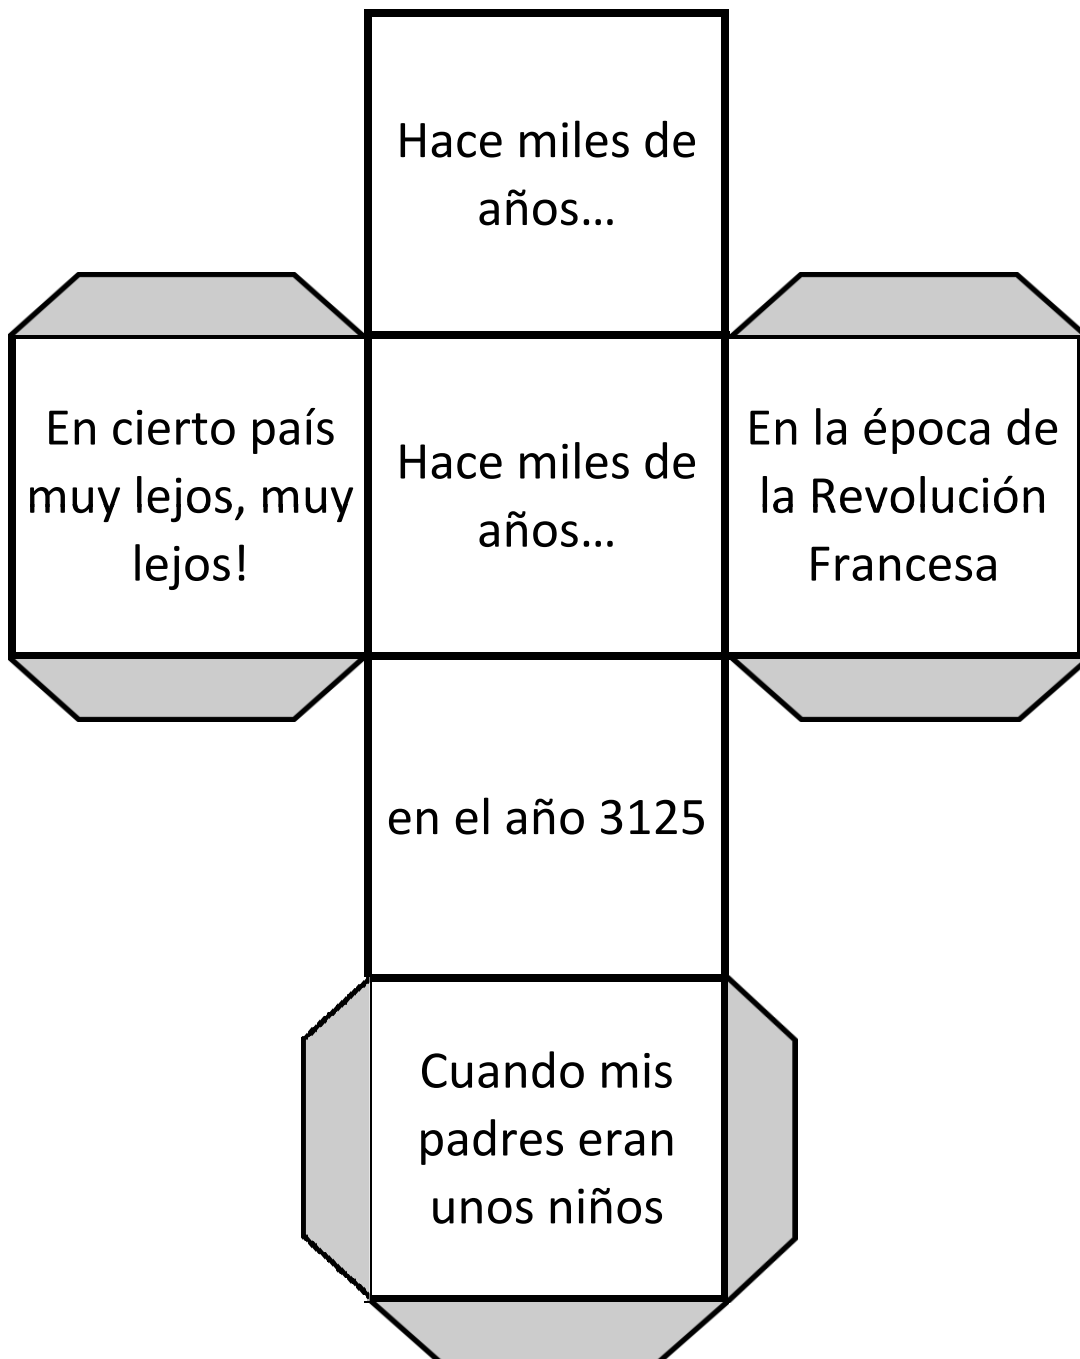 Hace miles de
años...
En cierto país
muy lejos, muy
lejos!
Hace miles de
años...
En la época de
la Revolución
Francesa
en el año 3125
Cuando mis
padres eran
unos niños